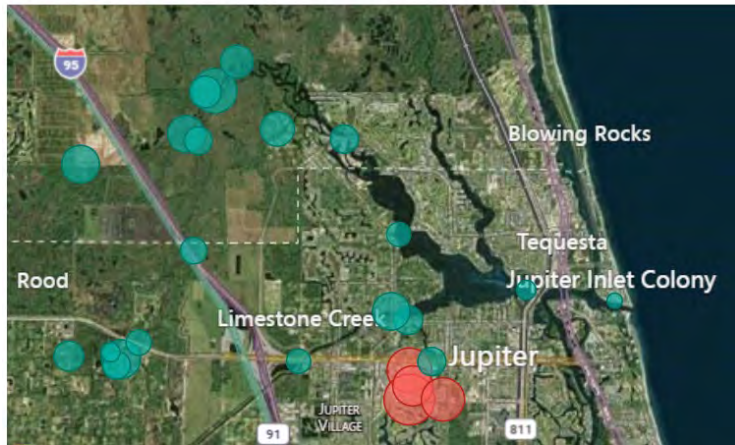 95
Blowing Rocks
Tequesta
Rood
Jupiter Inlet Colony
Limestone Creek
Jupiter
JUPITER
VILLAGE
91
811